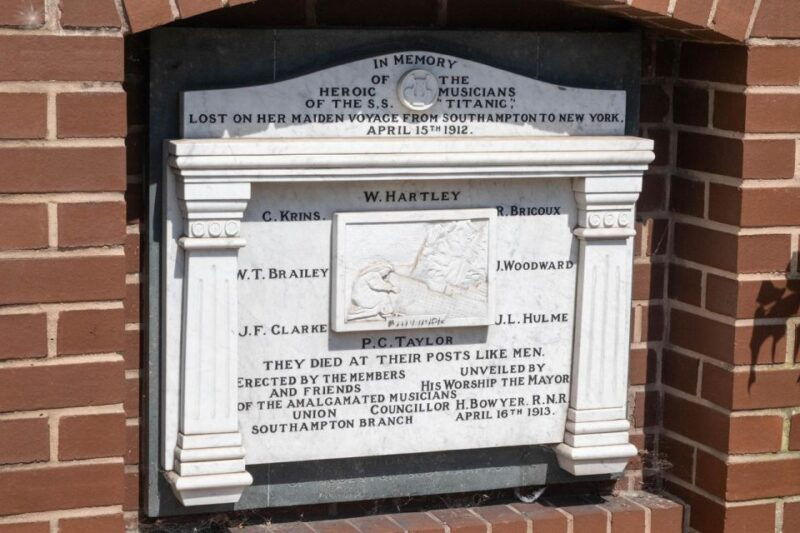 IN MEMORY
OF THE
HEROIC MUSICIANS
OF THE S.S. "TITANIC",
LOST ON HER MAIDEN VOYAGE FROM SOUTHAMPTON TO NEW YORK.
APRIL 15TH 1912.
W. HARTLEY
C. KRINS. R. BRICOUX
W.T. BRAILEY J. WOODWARD
J.F. CLARKE J.L. HULME
P.C. TAYLOR
THEY DIED AT THEIR POSTS LIKE MEN.
ERECTED BY THE MEMBERS
AND FRIENDS
OF THE AMALGAMATED MUSICIANS
UNION
SOUTHAMPTON BRANCH
UNVEILED BY
HIS WORSHIP THE MAYOR
COUNCILLOR H. BOWYER. R.N.R.
APRIL 16TH 1913.